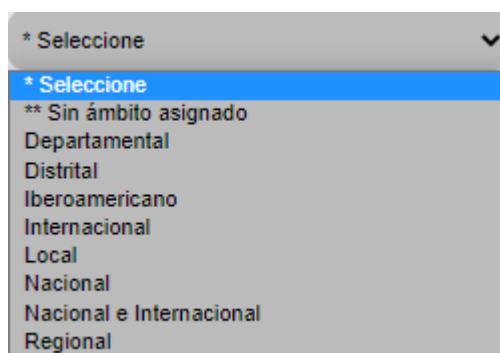 * Seleccione
* Seleccione
** Sin ámbito asignado
Departamental
Distrital
Iberoamericano
Internacional
Local
Nacional
Nacional e Internacional
Regional